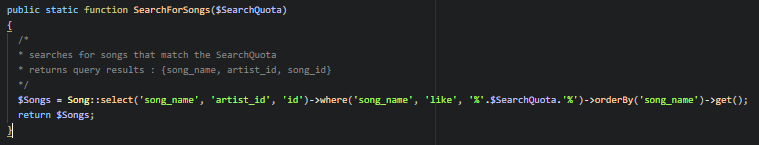 public static function SearchForSongs($SearchQuota)
{
/*
* searches for songs that match the SearchQuota
* returns query results : {song_name, artist_id, song_id}
*/
$Songs = Song::select('song_name', 'artist_id', 'id')->where('song_name', 'like', '%'.$SearchQuota.'%')->orderBy('song_name')->get();
return $Songs;
}